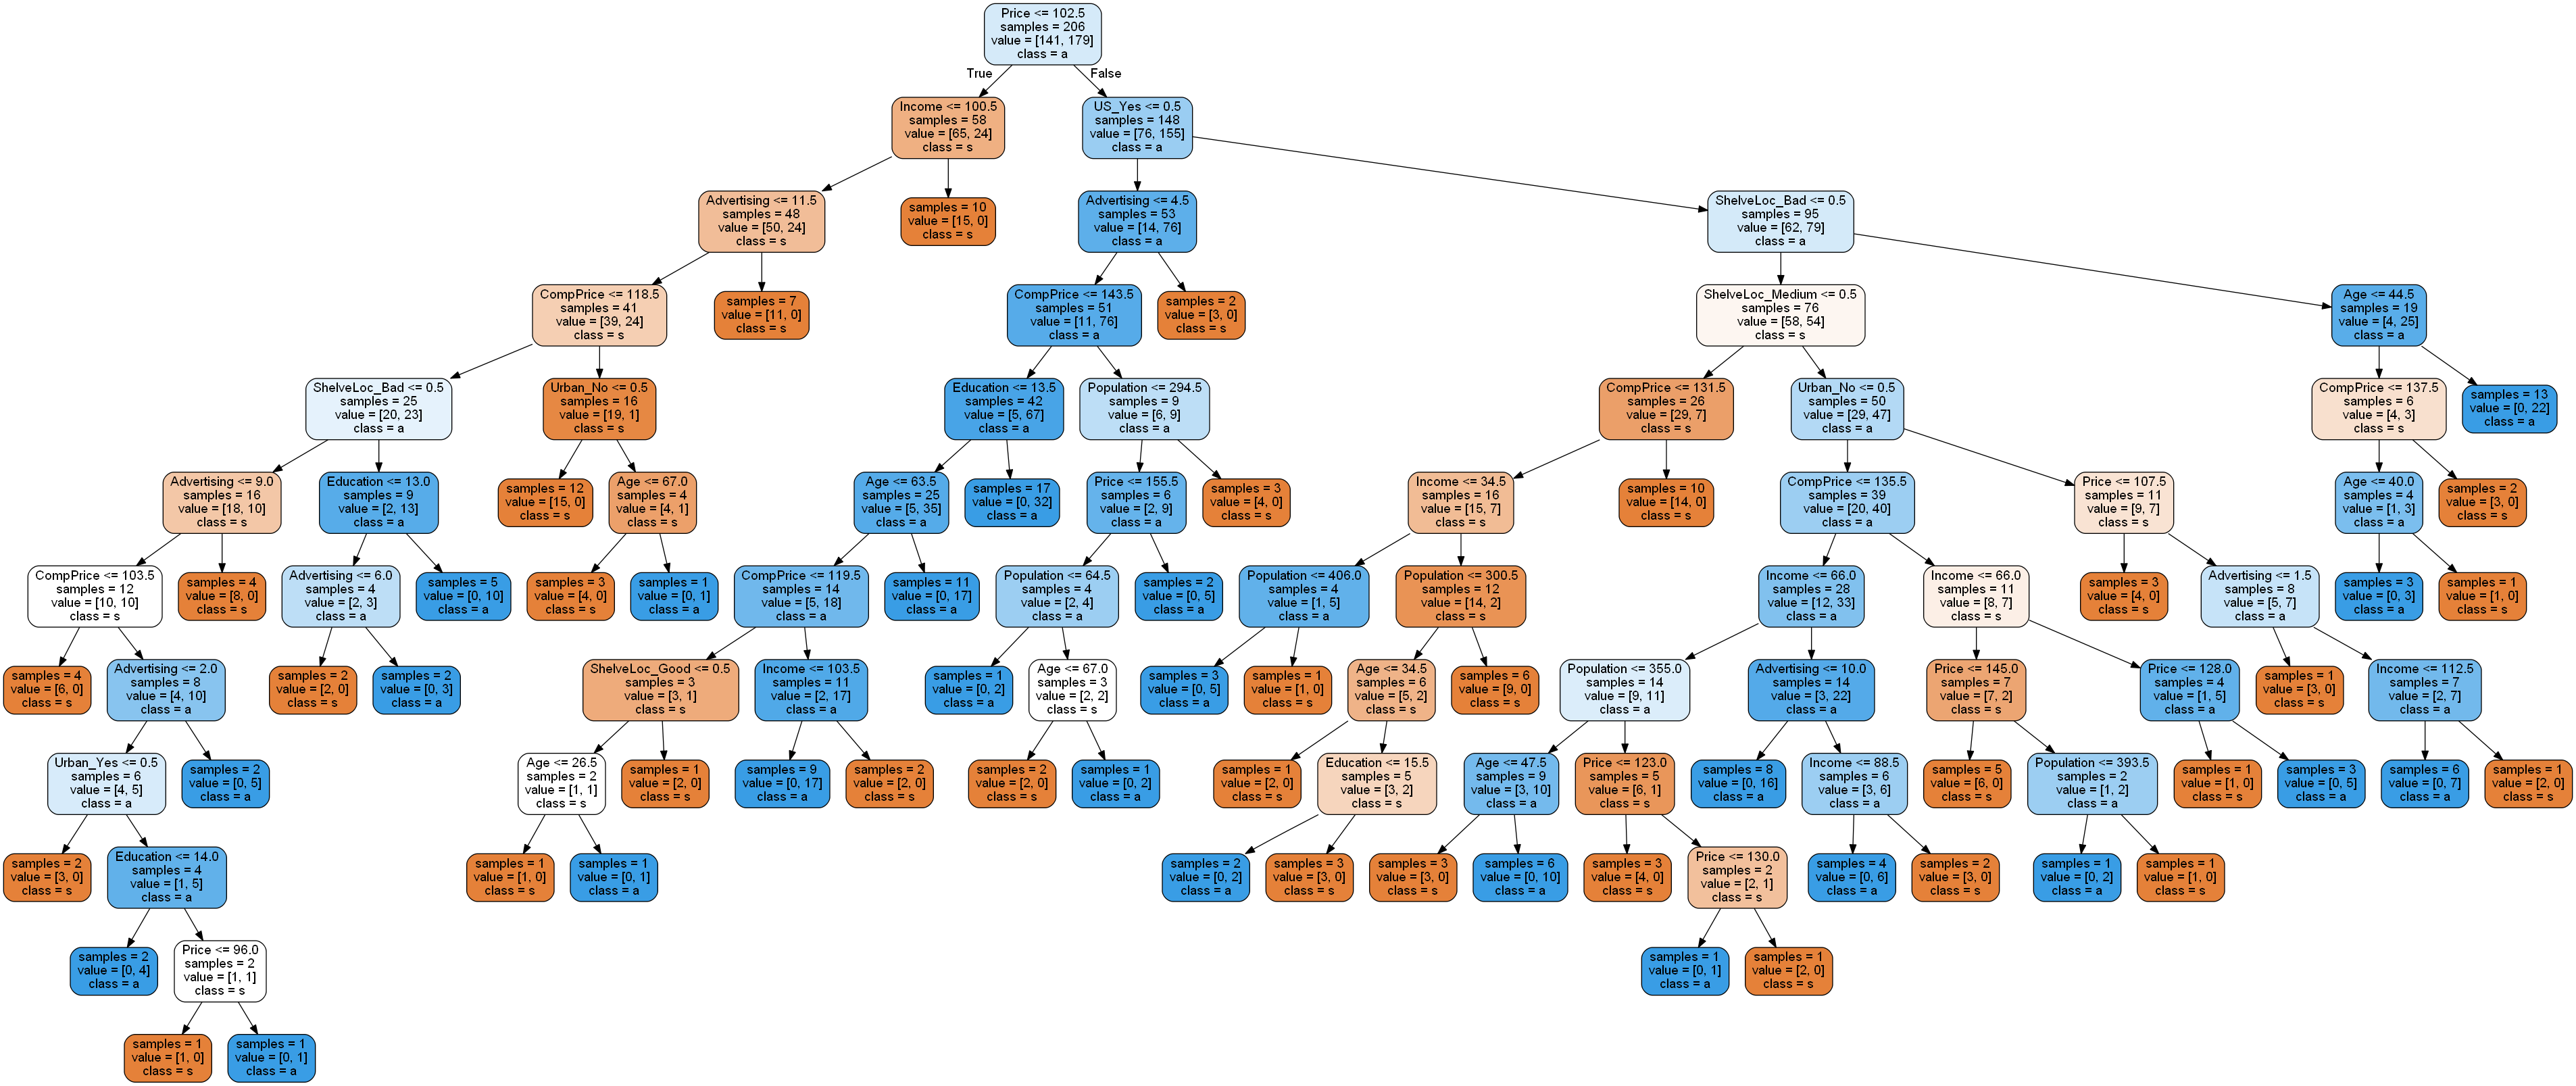 Price <= 102.5
samples = 206
value = [141, 179]
class = a
True
False
Income <= 100.5
samples = 58
value = [65, 24]
class = s
US_Yes <= 0.5
samples = 148
value = [76, 155]
class = a
Advertising <= 11.5
samples = 48
value = [50, 24]
class = s
samples = 10
value = [15, 0]
class = s
Advertising <= 4.5
samples = 53
value = [14, 76]
class = a
ShelveLoc_Bad <= 0.5
samples = 95
value = [62, 79]
class = a
CompPrice <= 118.5
samples = 41
value = [39, 24]
class = s
samples = 7
value = [11, 0]
class = s
CompPrice <= 143.5
samples = 51
value = [11, 76]
class = a
samples = 2
value = [3, 0]
class = s
ShelveLoc_Medium <= 0.5
samples = 76
value = [58, 54]
class = s
Age <= 44.5
samples = 19
value = [4, 25]
class = a
ShelveLoc_Bad <= 0.5
samples = 25
value = [20, 23]
class = a
Urban_No <= 0.5
samples = 16
value = [19, 1]
class = s
Education <= 13.5
samples = 42
value = [5, 67]
class = a
Population <= 294.5
samples = 9
value = [6, 9]
class = a
CompPrice <= 131.5
samples = 26
value = [29, 7]
class = s
Urban_No <= 0.5
samples = 50
value = [29, 47]
class = a
CompPrice <= 137.5
samples = 6
value = [4, 3]
class = s
samples = 13
value = [0, 22]
class = a
Advertising <= 9.0
samples = 16
value = [18, 10]
class = s
Education <= 13.0
samples = 9
value = [2, 13]
class = a
samples = 12
value = [15, 0]
class = s
Age <= 67.0
samples = 4
value = [4, 1]
class = s
Age <= 63.5
samples = 25
value = [5, 35]
class = a
samples = 17
value = [0, 32]
class = a
Price <= 155.5
samples = 6
value = [2, 9]
class = a
samples = 3
value = [4, 0]
class = s
Income <= 34.5
samples = 16
value = [15, 7]
class = s
samples = 10
value = [14, 0]
class = s
CompPrice <= 135.5
samples = 39
value = [20, 40]
class = a
Price <= 107.5
samples = 11
value = [9, 7]
class = s
Age <= 40.0
samples = 4
value = [1, 3]
class = a
samples = 2
value = [3, 0]
class = s
CompPrice <= 103.5
samples = 12
value = [10, 10]
class = s
samples = 4
value = [8, 0]
class = s
Advertising <= 6.0
samples = 4
value = [2, 3]
class = a
samples = 5
value = [0, 10]
class = a
samples = 3
value = [4, 0]
class = s
samples = 1
value = [0, 1]
class = a
CompPrice <= 119.5
samples = 14
value = [5, 18]
class = a
samples = 11
value = [0, 17]
class = a
Population <= 64.5
samples = 4
value = [2, 4]
class = a
samples = 2
value = [0, 5]
class = a
Population <= 406.0
samples = 4
value = [1, 5]
class = a
Population <= 300.5
samples = 12
value = [14, 2]
class = s
Income <= 66.0
samples = 28
value = [12, 33]
class = a
Income <= 66.0
samples = 11
value = [8, 7]
class = s
samples = 3
value = [4, 0]
class = s
Advertising <= 1.5
samples = 8
value = [5, 7]
class = a
samples = 3
value = [0, 3]
class = a
samples = 1
value = [1, 0]
class = s
samples = 4
value = [6, 0]
class = s
Advertising <= 2.0
samples = 8
value = [4, 10]
class = a
samples = 2
value = [2, 0]
class = s
samples = 2
value = [0, 3]
class = a
ShelveLoc_Good <= 0.5
samples = 3
value = [3, 1]
class = s
Income <= 103.5
samples = 11
value = [2, 17]
class = a
samples = 1
value = [0, 2]
class = a
Age <= 67.0
samples = 3
value = [2, 2]
class = s
samples = 3
value = [0, 5]
class = a
samples = 1
value = [1, 0]
class = s
Age <= 34.5
samples = 6
value = [5, 2]
class = s
samples = 6
value = [9, 0]
class = s
Population <= 355.0
samples = 14
value = [9, 11]
class = a
Advertising <= 10.0
samples = 14
value = [3, 22]
class = a
Price <= 145.0
samples = 7
value = [7, 2]
class = s
Price <= 128.0
samples = 4
value = [1, 5]
class = a
samples = 1
value = [3, 0]
class = s
Income <= 112.5
samples = 7
value = [2, 7]
class = a
Urban_Yes <= 0.5
samples = 6
value = [4, 5]
class = a
samples = 2
value = [0, 5]
class = a
Age <= 26.5
samples = 2
value = [1, 1]
class = s
samples = 1
value = [2, 0]
class = s
samples = 9
value = [0, 17]
class = a
samples = 2
value = [2, 0]
class = s
samples = 2
value = [2, 0]
class = s
samples = 1
value = [0, 2]
class = a
samples = 1
value = [2, 0]
class = s
Education <= 15.5
samples = 5
value = [3, 2]
class = s
Age <= 47.5
samples = 9
value = [3, 10]
class = a
Price <= 123.0
samples = 5
value = [6, 1]
class = s
samples = 8
value = [0, 16]
class = a
Income <= 88.5
samples = 6
value = [3, 6]
class = a
samples = 5
value = [6, 0]
class = s
Population <= 393.5
samples = 2
value = [1, 2]
class = a
samples = 1
value = [1, 0]
class = s
samples = 3
value = [0, 5]
class = a
samples = 6
value = [0, 7]
class = a
samples = 1
value = [2, 0]
class = s
samples = 2
value = [3, 0]
class = s
Education <= 14.0
samples = 4
value = [1, 5]
class = a
samples = 1
value = [1, 0]
class = s
samples = 1
value = [0, 1]
class = a
samples = 2
value = [0, 2]
class = a
samples = 3
value = [3, 0]
class = s
samples = 3
value = [3, 0]
class = s
samples = 6
value = [0, 10]
class = a
samples = 3
value = [4, 0]
class = s
Price <= 130.0
samples = 2
value = [2, 1]
class = s
samples = 4
value = [0, 6]
class = a
samples = 2
value = [3, 0]
class = s
samples = 1
value = [0, 2]
class = a
samples = 1
value = [1, 0]
class = s
samples = 2
value = [0, 4]
class = a
Price <= 96.0
samples = 2
value = [1, 1]
class = s
samples = 1
value = [0, 1]
class = a
samples = 1
value = [2, 0]
class = s
samples = 1
value = [1, 0]
class = s
samples = 1
value = [0, 1]
class = a